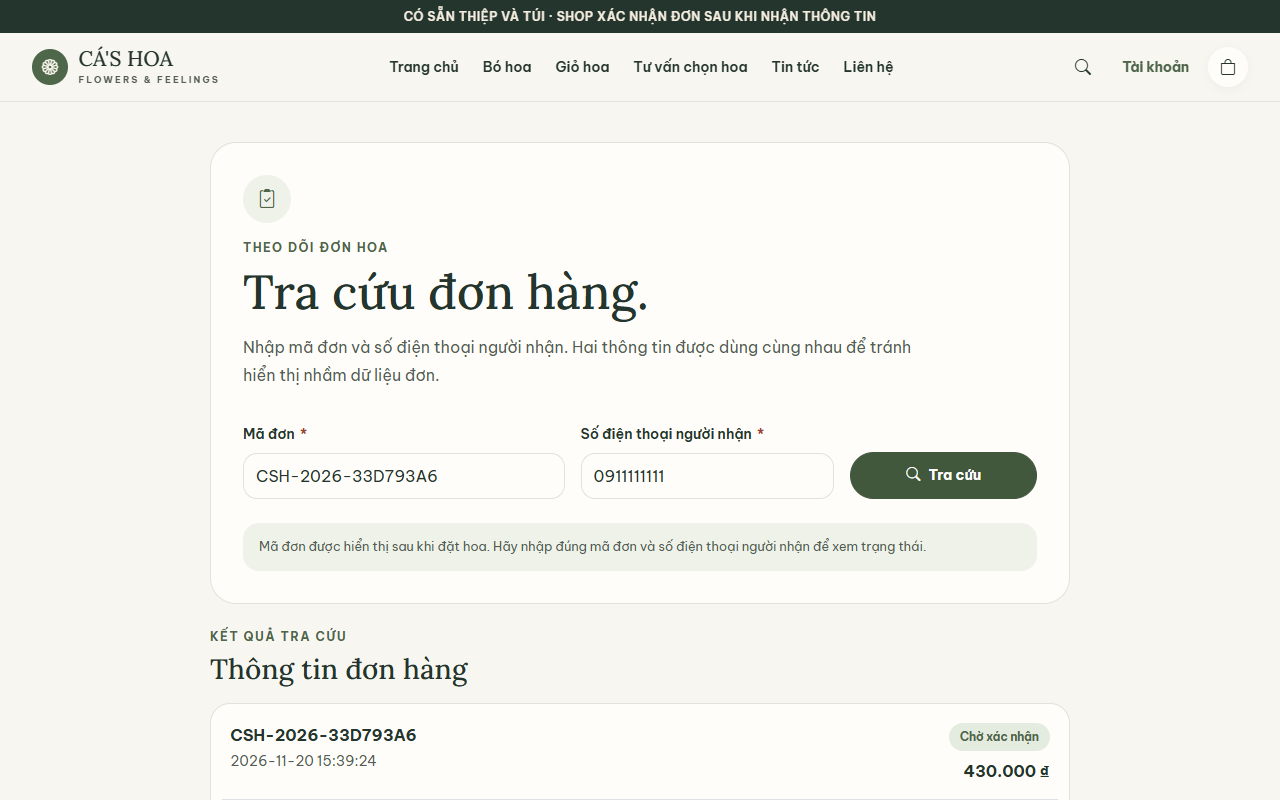 CÓ SẴN THIỆP VÀ TÚI · SHOP XÁC NHẬN ĐƠN SAU KHI NHẬN THÔNG TIN
CÁ'S HOA
FLOWERS & FEELINGS
Trang chủ
Bó hoa
Giỏ hoa
Tư vấn chọn hoa
Tin tức
Liên hệ
Tài khoản
THEO DÕI ĐƠN HOA
Tra cứu đơn hàng.
Nhập mã đơn và số điện thoại người nhận. Hai thông tin được dùng cùng nhau để tránh
hiển thị nhầm dữ liệu đơn.
Mã đơn *
Số điện thoại người nhận *
CSH-2026-33D793A6
0911111111
Tra cứu
Mã đơn được hiển thị sau khi đặt hoa. Hãy nhập đúng mã đơn và số điện thoại người nhận để xem trạng thái.
KẾT QUẢ TRA CỨU
Thông tin đơn hàng
CSH-2026-33D793A6
Chờ xác nhận
2026-11-20 15:39:24
430.000 ₫